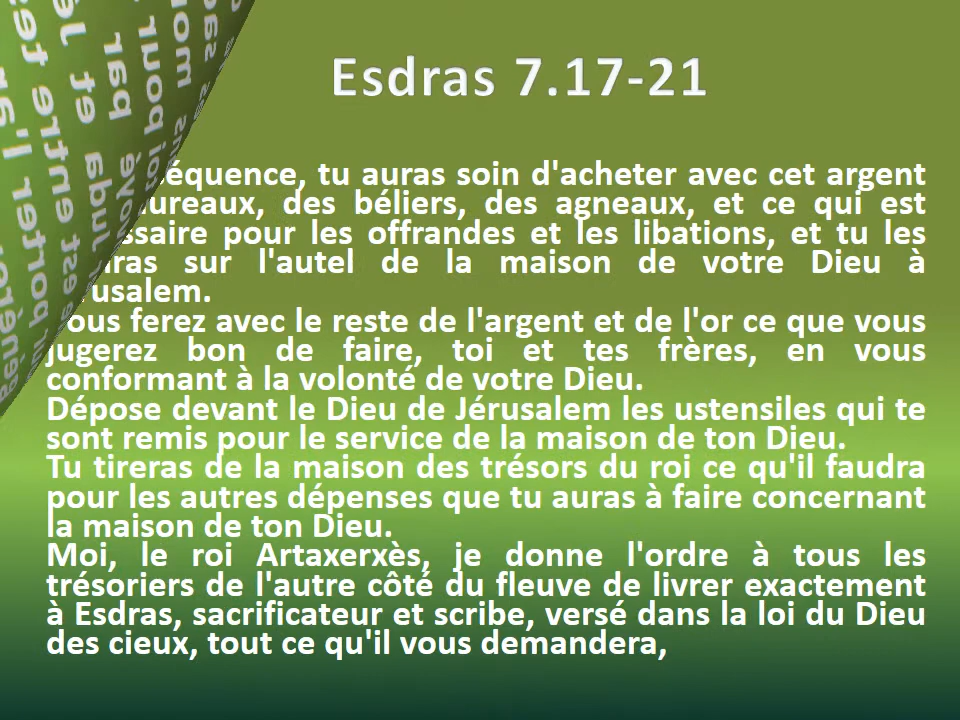 Esdras 7.17-21
tu auras soin d'acheter avec cet argent
des béliers, des agneaux, et ce qui est
pour les offrandes et les libations, et tu les
sur l'autel de la maison de votre Dieu à
ferez avec le reste de l'argent et de l'or ce que vous
jugerez bon de faire, toi et tes frères, en vous
conformant à la volonté de votre Dieu.
Dépose devant le Dieu de Jérusalem les ustensiles qui te
sont remis pour le service de la maison de ton Dieu.
Tu tireras de la maison des trésors du roi ce qu'il faudra
pour les autres dépenses que tu auras à faire concernant
la maison de ton Dieu.
Moi, le roi Artaxerxès, je donne l'ordre à tous les
trésoriers de l'autre côté du fleuve de livrer exactement
à Esdras, sacrificateur et scribe, versé dans la loi du Dieu
des cieux, tout ce qu'il vous demandera,